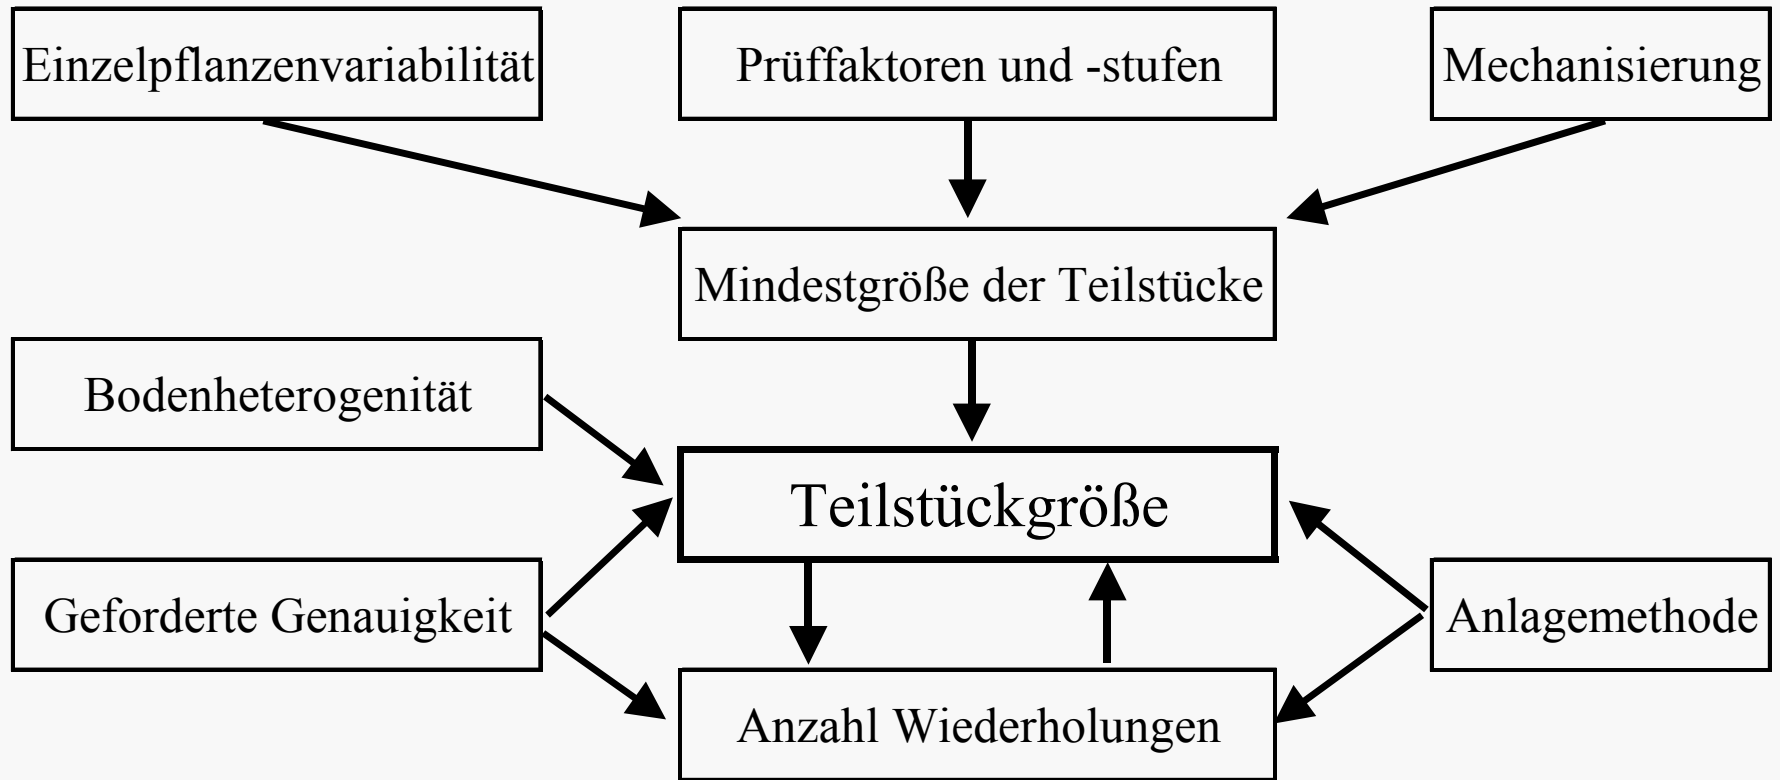 Einzelpflanzenvariabilität
Prüffaktoren und -stufen
Mechanisierung
Mindestgröße der Teilstücke
Bodenheterogenität
Teilstückgröße
Geforderte Genauigkeit
Anlagemethode
Anzahl Wiederholungen